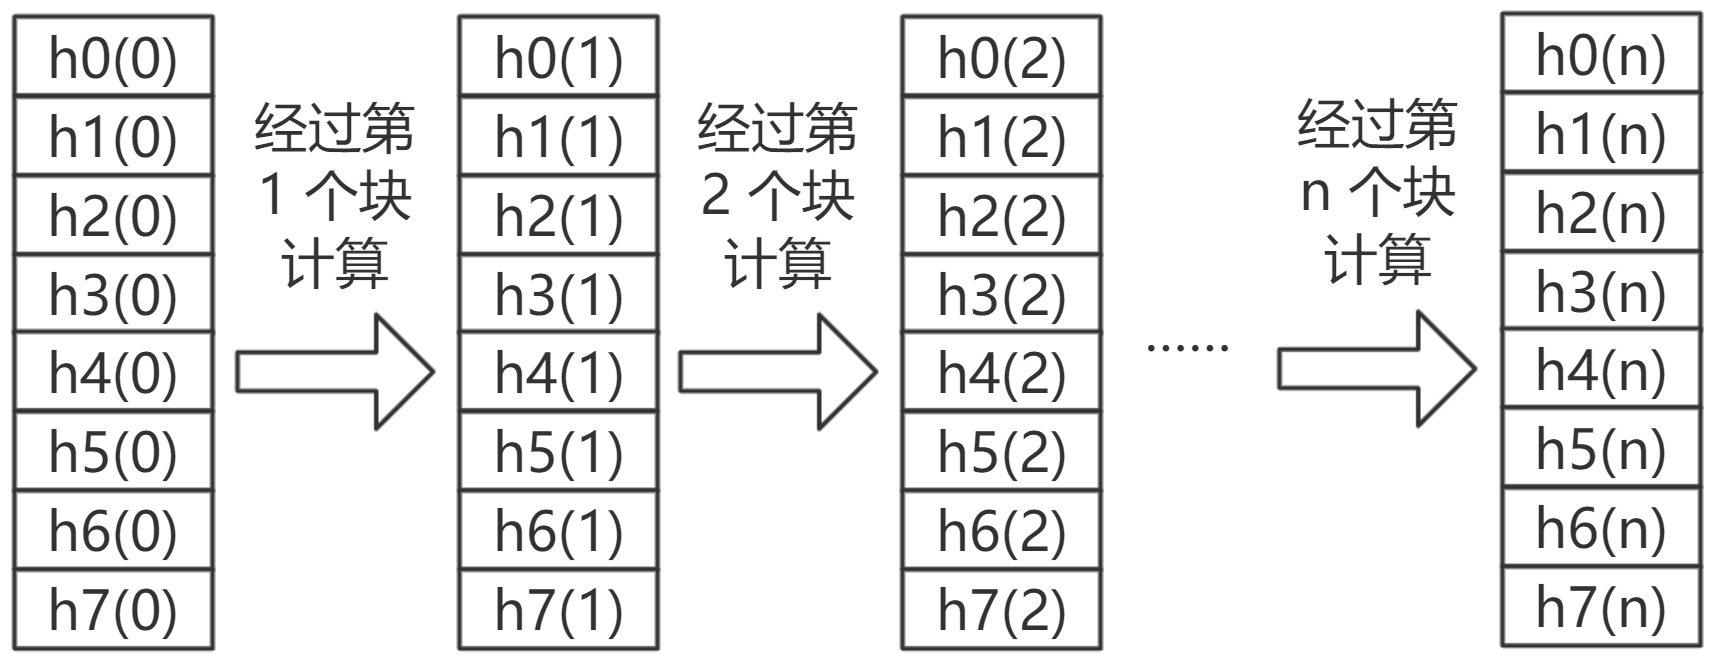 h0(0)
h1(0)
h2(0)
h3(0)
h4(0)
h5(0)
h6(0)
h7(0)
经过第
1 个块
计算
h0(1)
h1(1)
h2(1)
h3(1)
h4(1)
h5(1)
h6(1)
h7(1)
经过第
2 个块
计算
h0(2)
h1(2)
h2(2)
h3(2)
h4(2)
h5(2)
h6(2)
h7(2)
······
经过第
n 个块
计算
h0(n)
h1(n)
h2(n)
h3(n)
h4(n)
h5(n)
h6(n)
h7(n)